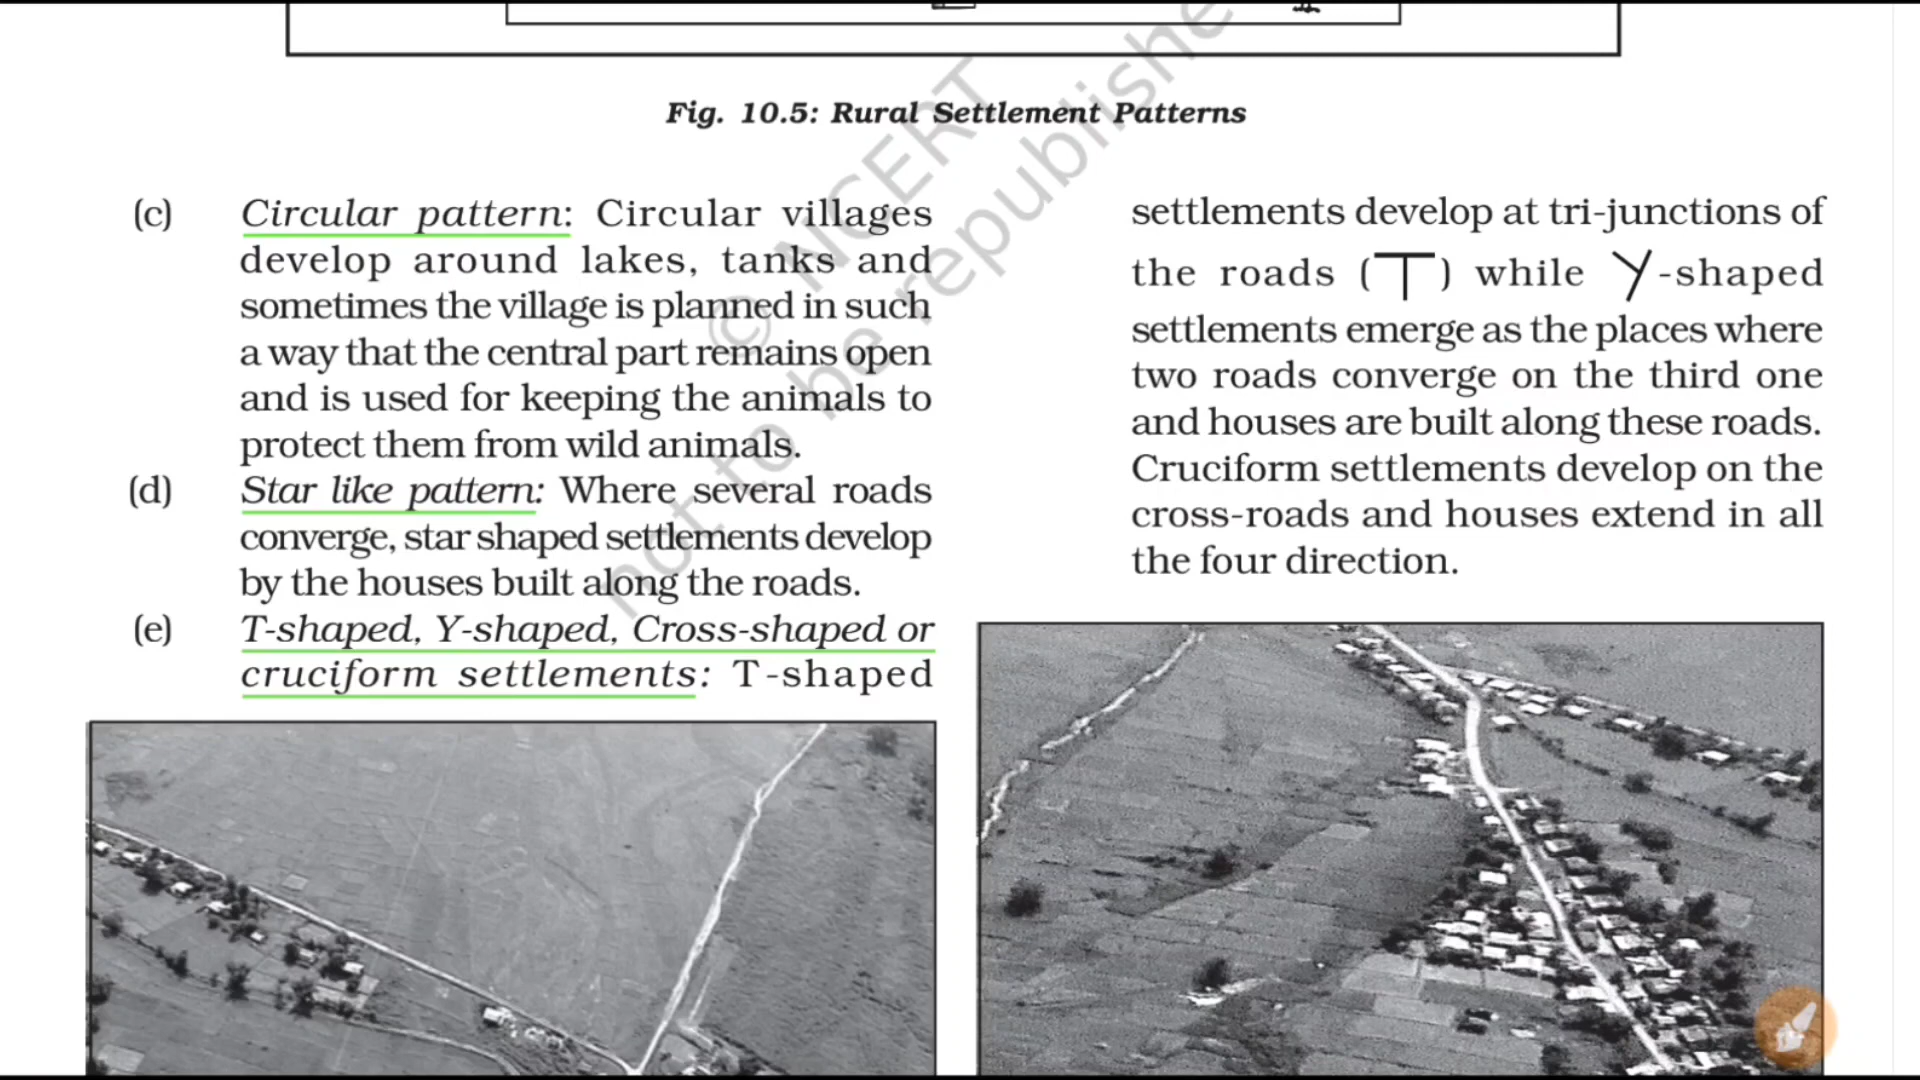 Fig. 10.5: Rural Settlement Patterns
(c) Circular pattern: Circular villages
develop around lakes, tanks and
sometimes the village is planned in such
a way that the central part remains open
and is used for keeping the animals to
protect them from wild animals.
(d) Star like pattern: Where several roads
converge, star shaped settlements develop
by the houses built along the roads.
(e) T-shaped, Y-shaped, Cross-shaped or
cruciform settlements: T-shaped
settlements develop at tri-junctions of
the roads (T) while Y-shaped
settlements emerge as the places where
two roads converge on the third one
and houses are built along these roads.
Cruciform settlements develop on the
cross-roads and houses extend in all
the four direction.
© NCERT
not to be republishe